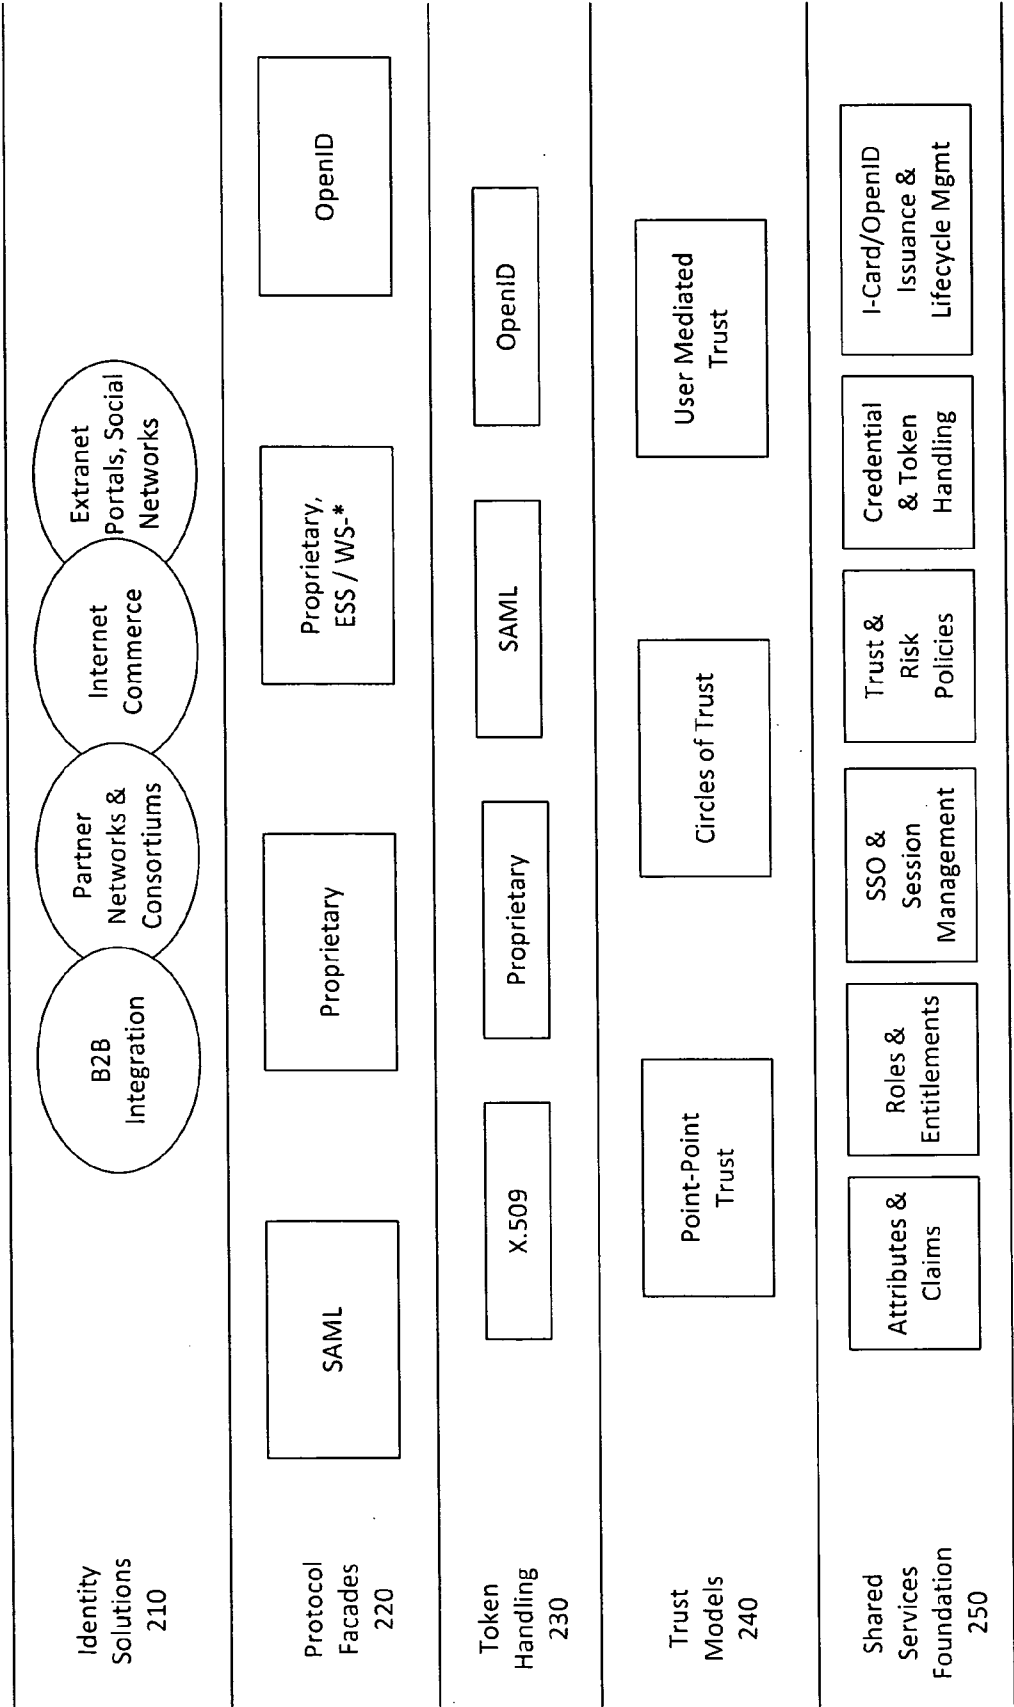 Identity
Solutions
210
B2B
Integration
Partner
Networks &
Consortiums
Internet
Commerce
Extranet
Portals, Social
Networks
Protocol
Facades
220
SAML
Proprietary
Proprietary,
ESS / WS-*
OpenID
Token
Handling
230
X.509
Proprietary
SAML
OpenID
Trust
Models
240
Point-Point
Trust
Circles of Trust
User Mediated
Trust
Shared
Services
Foundation
250
Attributes &
Claims
Roles &
Entitlements
SSO &
Session
Management
Trust &
Risk
Policies
Credential
& Token
Handling
I-Card/OpenID
Issuance &
Lifecycle Mgmt